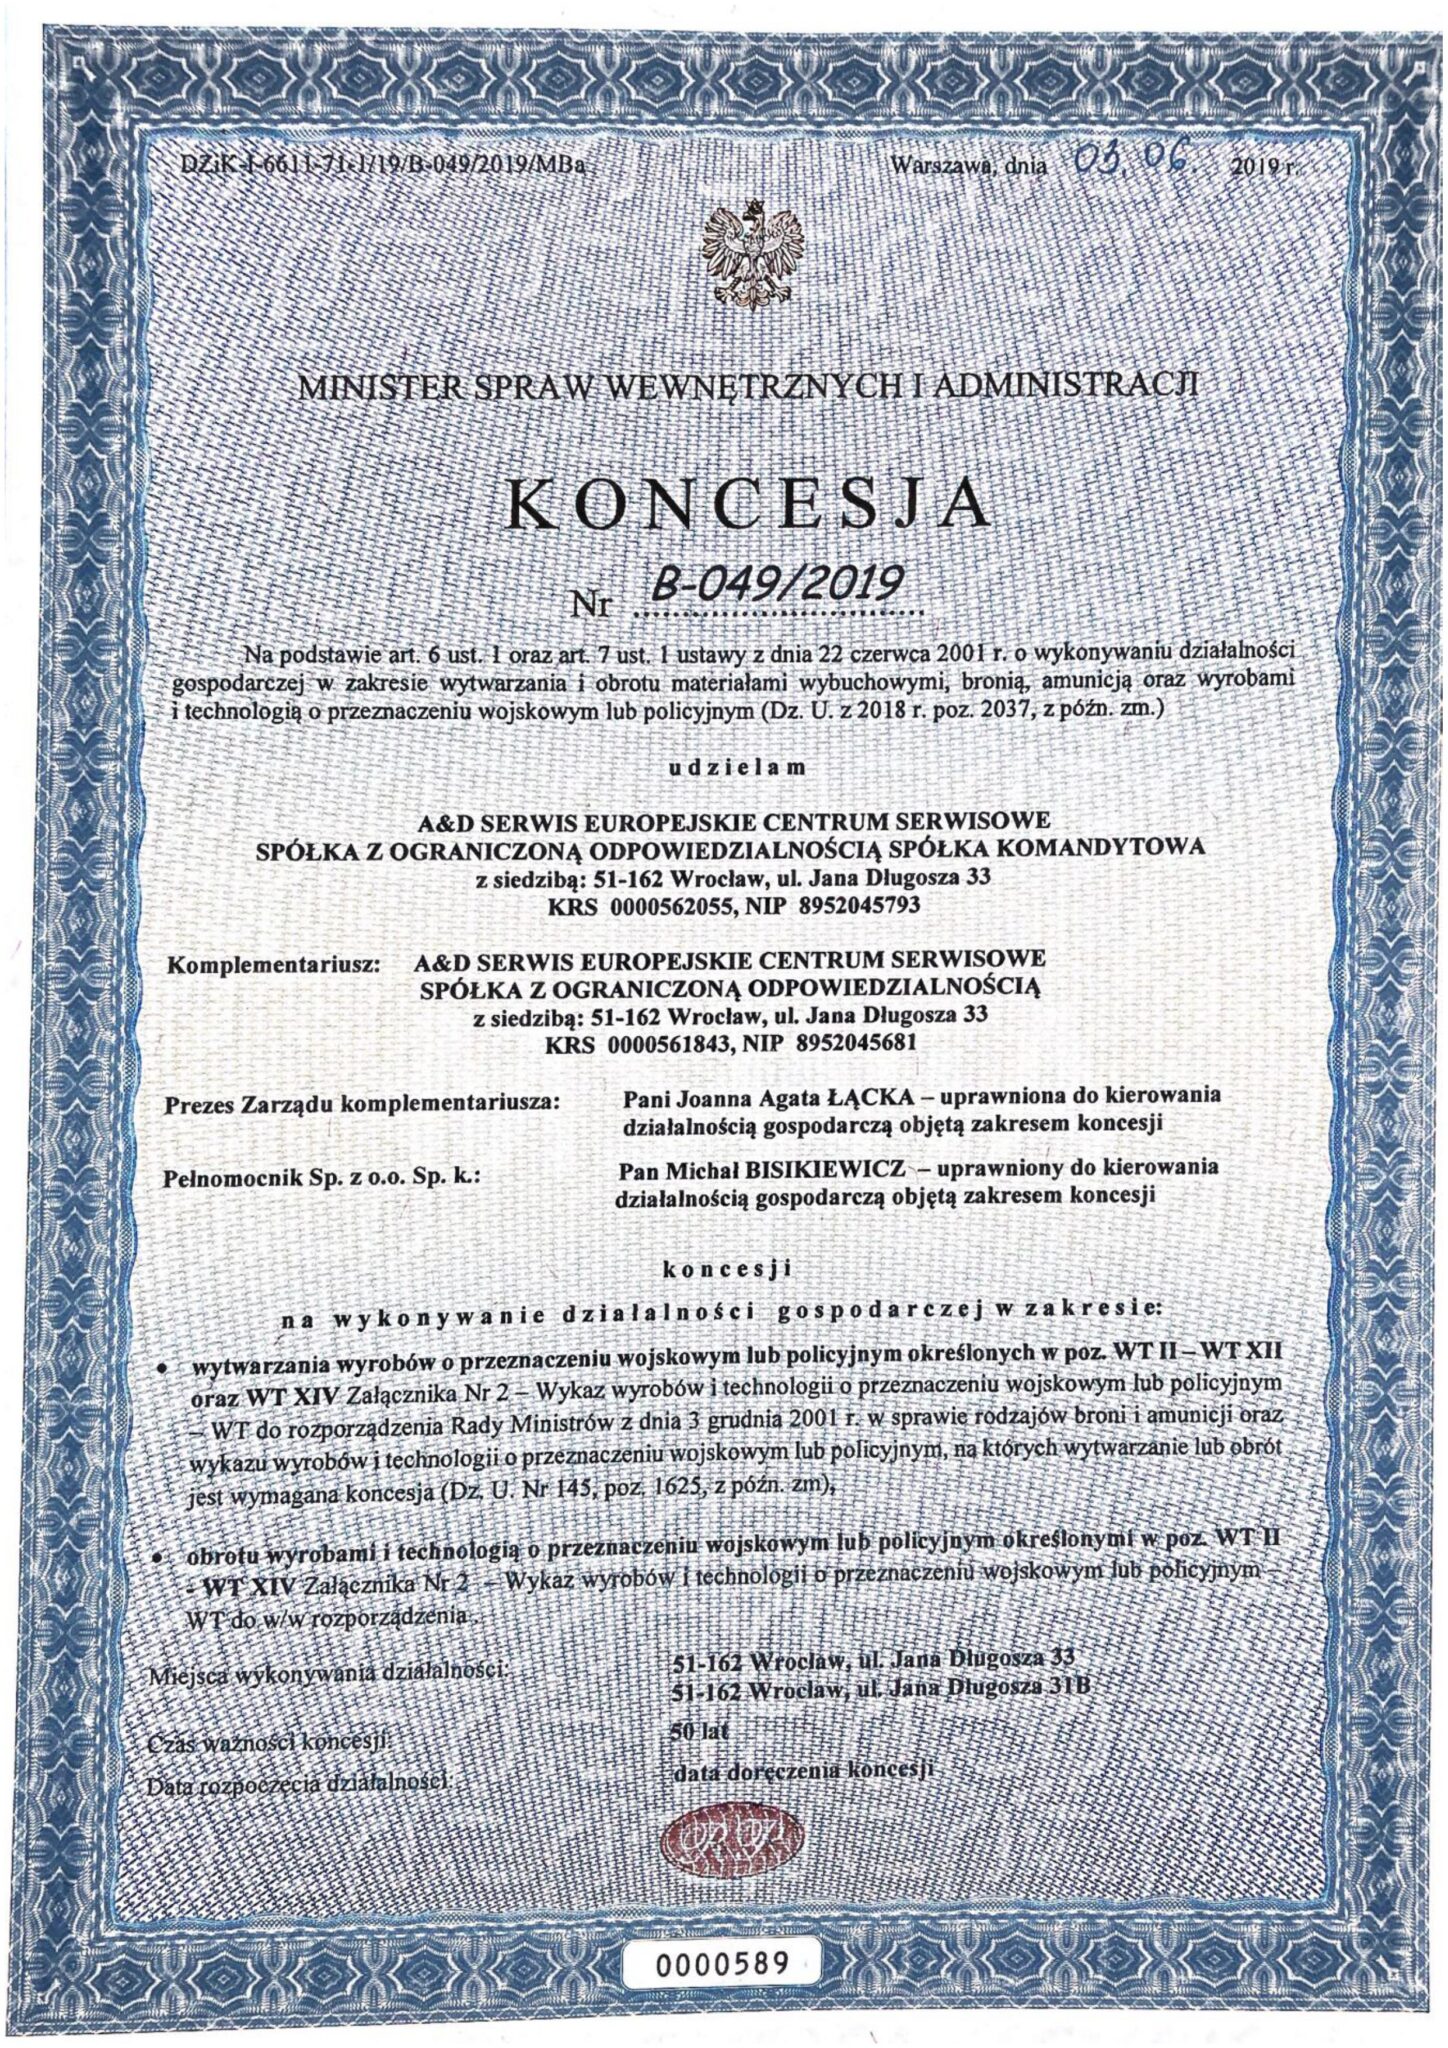 DZiK-I-6611-71-1/19/B-049/2019/MBa
Warszawa, dnia 03.06. 2019 r.
MINISTER SPRAW WEWNĘTRZNYCH I ADMINISTRACJI
KONCESJA
Nr B-049/2019
Na podstawie art. 6 ust. 1 oraz art. 7 ust. 1 ustawy z dnia 22 czerwca 2001 r. o wykonywaniu działalności
gospodarczej w zakresie wytwarzania i obrotu materiałami wybuchowymi, bronią, amunicją oraz wyrobami
i technologią o przeznaczeniu wojskowym lub policyjnym (Dz. U. z 2018 r. poz. 2037, z późn. zm.)
udzielam
A&D SERWIS EUROPEJSKIE CENTRUM SERWISOWE
SPÓŁKA Z OGRANICZONĄ ODPOWIEDZIALNOŚCIĄ SPÓŁKA KOMANDYTOWA
z siedzibą: 51-162 Wrocław, ul. Jana Długosza 33
KRS 0000562055, NIP 8952045793
Komplementariusz: A&D SERWIS EUROPEJSKIE CENTRUM SERWISOWE
SPÓŁKA Z OGRANICZONĄ ODPOWIEDZIALNOŚCIĄ
z siedzibą: 51-162 Wrocław, ul. Jana Długosza 33
KRS 0000561843, NIP 8952045681
Prezes Zarządu komplementariusza: Pani Joanna Agata ŁĄCKA – uprawniona do kierowania
działalnością gospodarczą objętą zakresem koncesji
Pełnomocnik Sp. z o.o. Sp. k.: Pan Michał BISIKIEWICZ – uprawniony do kierowania
działalnością gospodarczą objętą zakresem koncesji
koncesji
na wykonywanie działalności gospodarczej w zakresie:
• wytwarzania wyrobów o przeznaczeniu wojskowym lub policyjnym określonych w poz. WT II – WT XII
oraz WT XIV Załącznika Nr 2 – Wykaz wyrobów i technologii o przeznaczeniu wojskowym lub policyjnym
– WT do rozporządzenia Rady Ministrów z dnia 3 grudnia 2001 r. w sprawie rodzajów broni i amunicji oraz
wykazu wyrobów i technologii o przeznaczeniu wojskowym lub policyjnym, na których wytwarzanie lub obrót
jest wymagana koncesja (Dz. U. Nr 145, poz. 1625, z późn. zm),
• obrotu wyrobami i technologią o przeznaczeniu wojskowym lub policyjnym określonymi w poz. WT II
- WT XIV Załącznika Nr 2 – Wykaz wyrobów i technologii o przeznaczeniu wojskowym lub policyjnym –
WT do w/w rozporządzenia.
Miejsca wykonywania działalności: 51-162 Wrocław, ul. Jana Długosza 33
51-162 Wrocław, ul. Jana Długosza 31B
Czas ważności koncesji: 50 lat
Data rozpoczęcia działalności: data doręczenia koncesji
0000589